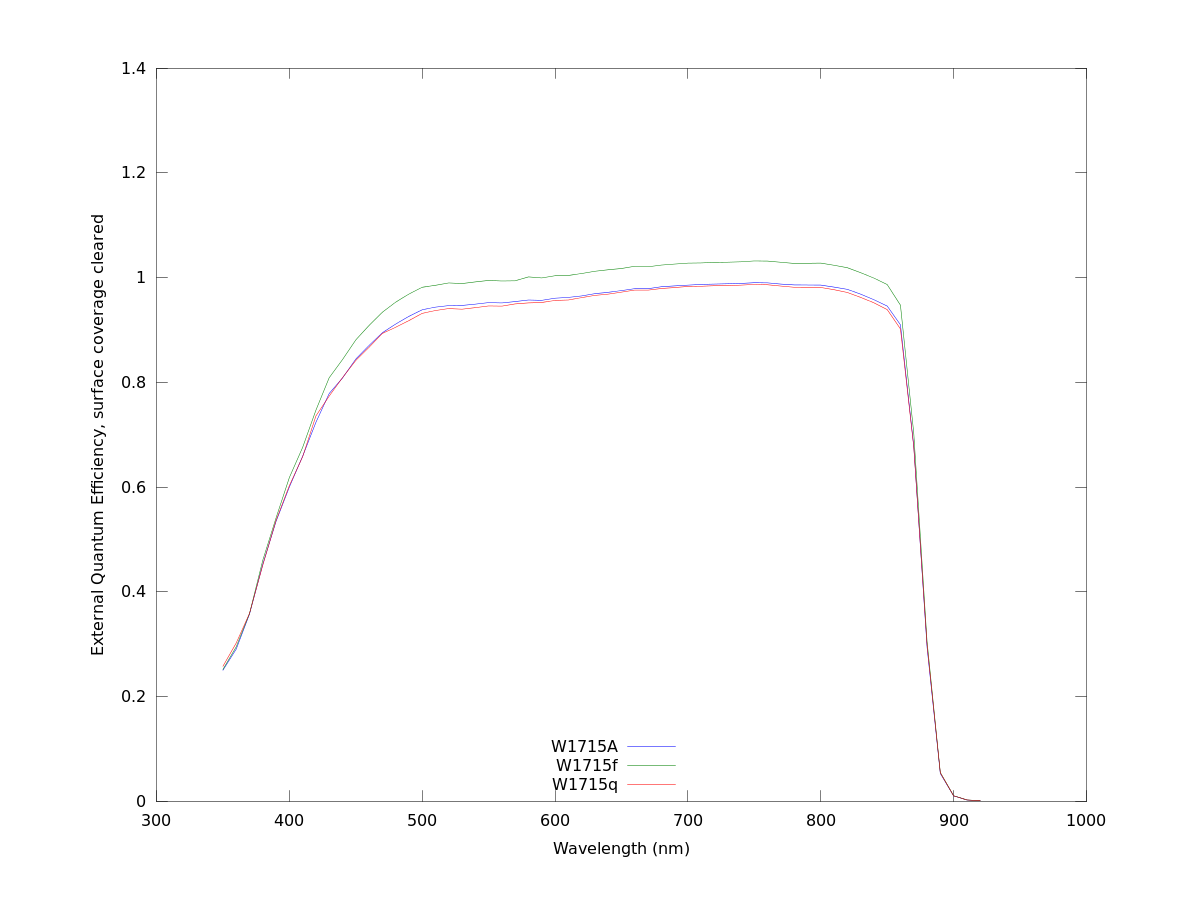 1.4
1.2
1
0.8
0.6
0.4
0.2
0
External Quantum Efficiency, surface coverage cleared
W1715A
W1715f
W1715q
300 400 500 600 700 800 900 1000
Wavelength (nm)